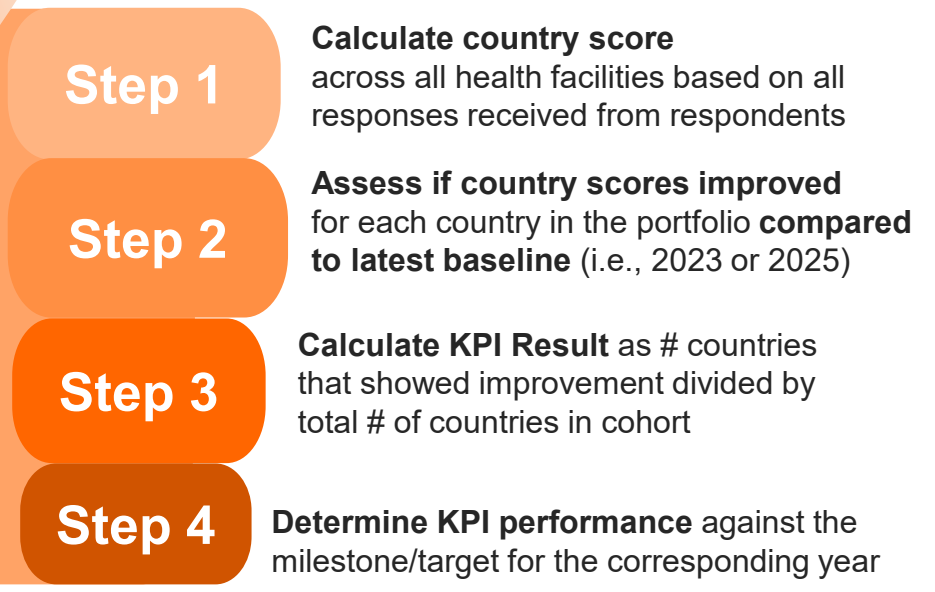 Step 1
Calculate country score
across all health facilities based on all
responses received from respondents
Step 2
Assess if country scores improved
for each country in the portfolio compared
to latest baseline (i.e., 2023 or 2025)
Step 3
Calculate KPI Result as # countries
that showed improvement divided by
total # of countries in cohort
Step 4
Determine KPI performance against the
milestone/target for the corresponding year